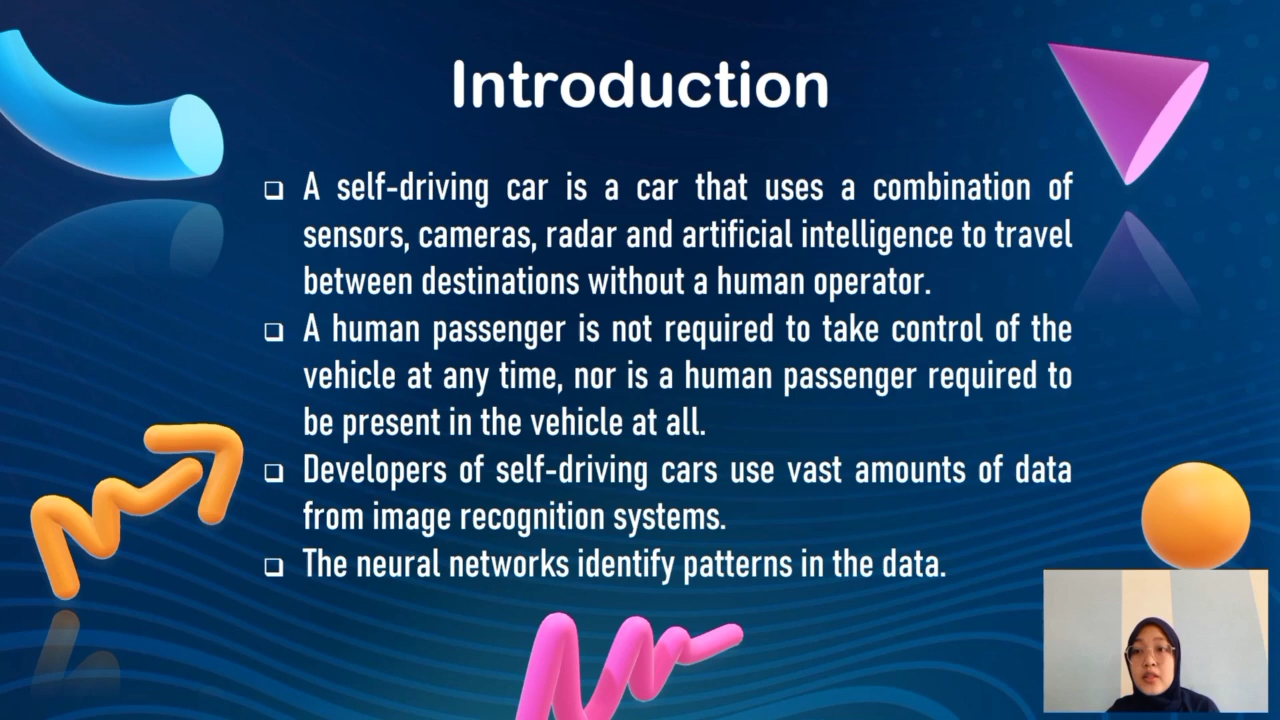 Introduction
❑ A self-driving car is a car that uses a combination of
sensors, cameras, radar and artificial intelligence to travel
between destinations without a human operator.
❑ A human passenger is not required to take control of the
vehicle at any time, nor is a human passenger required to
be present in the vehicle at all.
❑ Developers of self-driving cars use vast amounts of data
from image recognition systems.
❑ The neural networks identify patterns in the data.